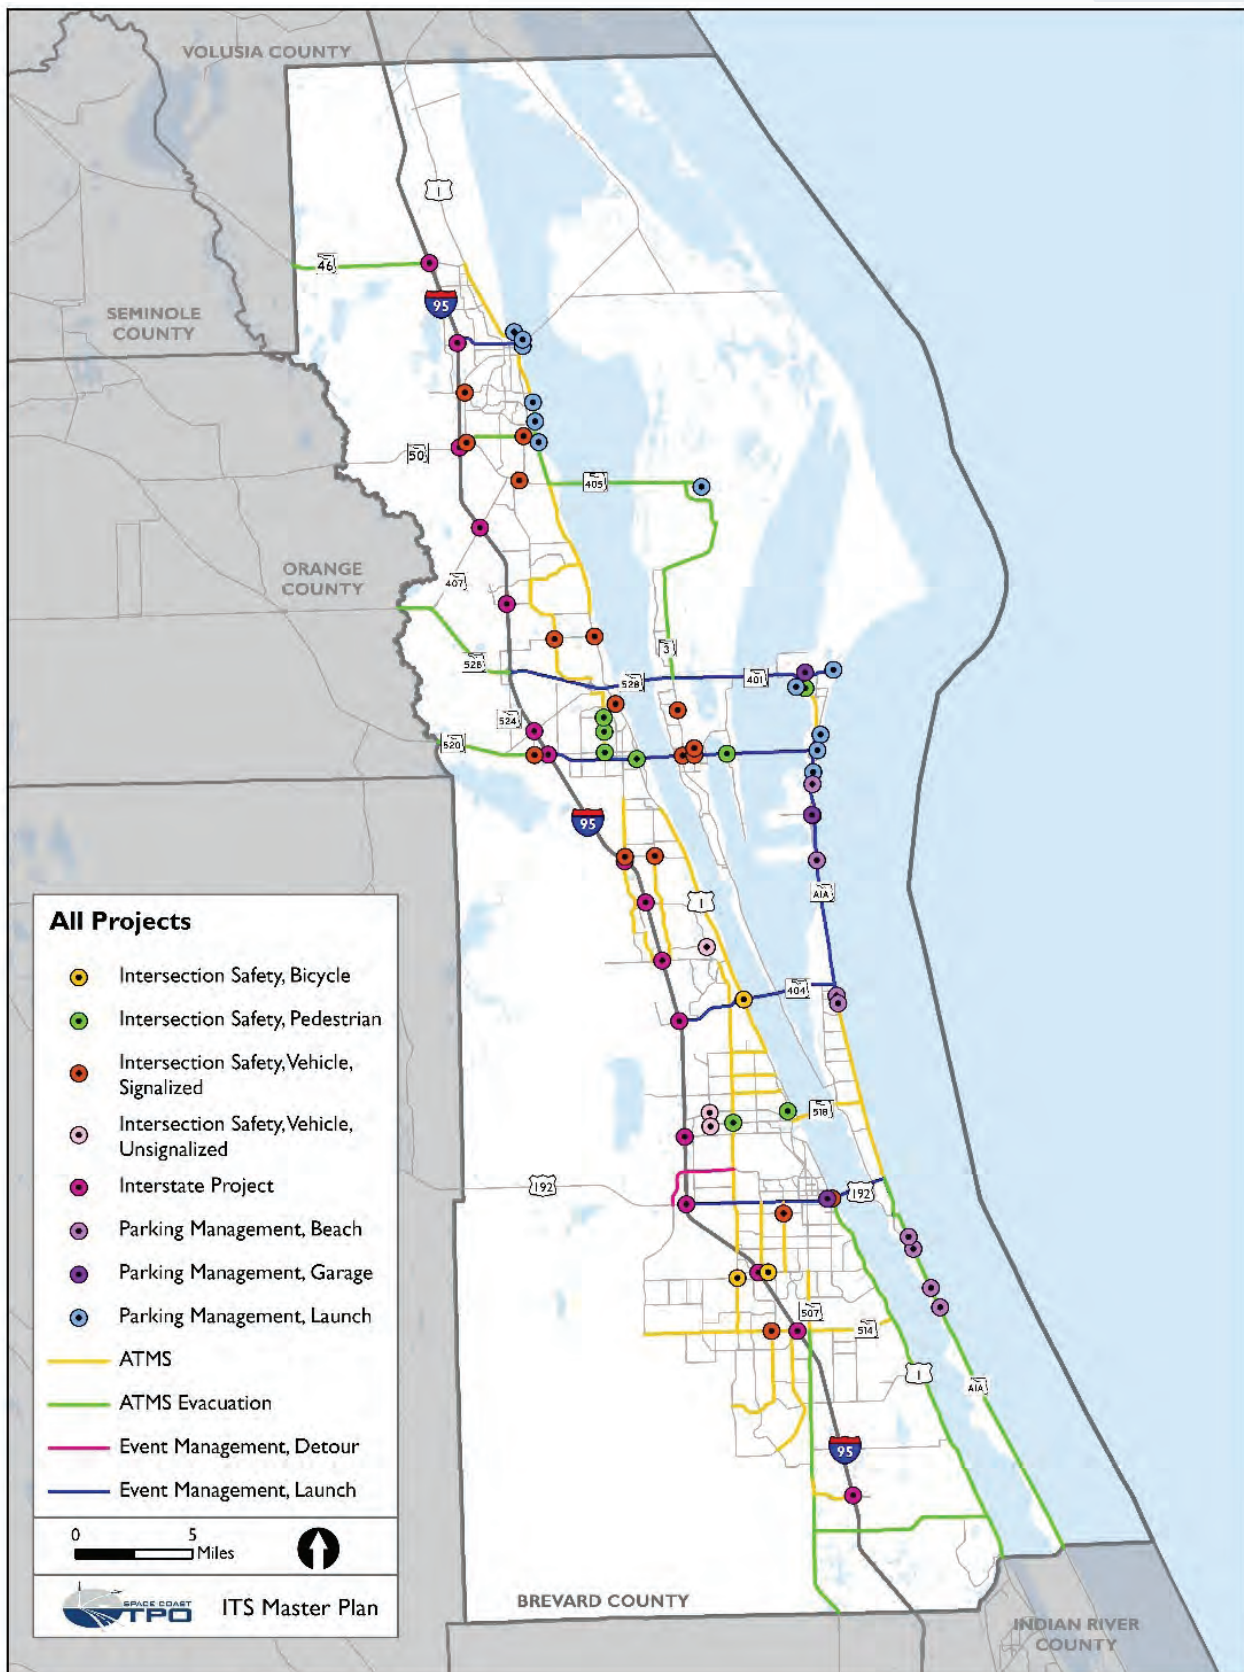 VOLUSIA COUNTY
1
46
95
SEMINOLE
COUNTY
50
405
ORANGE
COUNTY
407
3
528
528
401
524
520
95
A1A
1
404
All Projects
Intersection Safety, Bicycle
Intersection Safety, Pedestrian
Intersection Safety, Vehicle,
Signalized
Intersection Safety, Vehicle,
Unsignalized
Interstate Project
Parking Management, Beach
Parking Management, Garage
Parking Management, Launch
ATMS
ATMS Evacuation
Event Management, Detour
Event Management, Launch
518
192
192
507
514
1
A1A
95
0 5
Miles
SPACE COAST
TPO
ITS Master Plan
BREVARD COUNTY
INDIAN RIVER
COUNTY